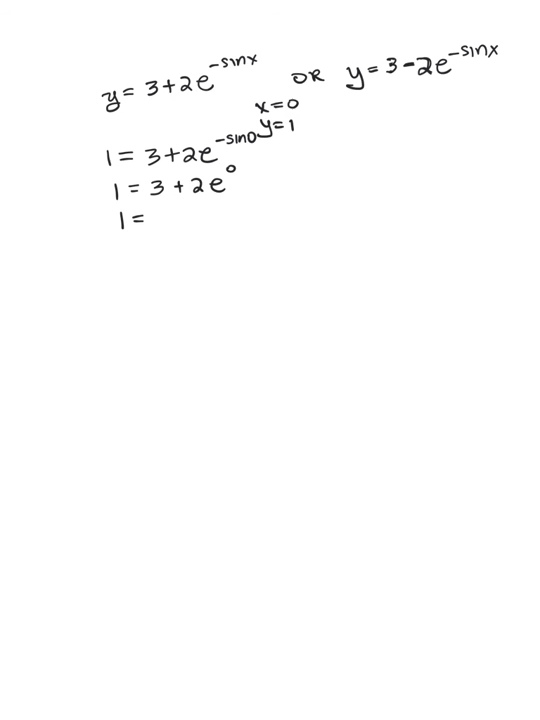 y = 3 + 2e^{-sinx} OR y = 3 - 2e^{-sinx}
x = 0
y = 1
1 = 3 + 2e^{-sin0}
1 = 3 + 2e^0
1 =